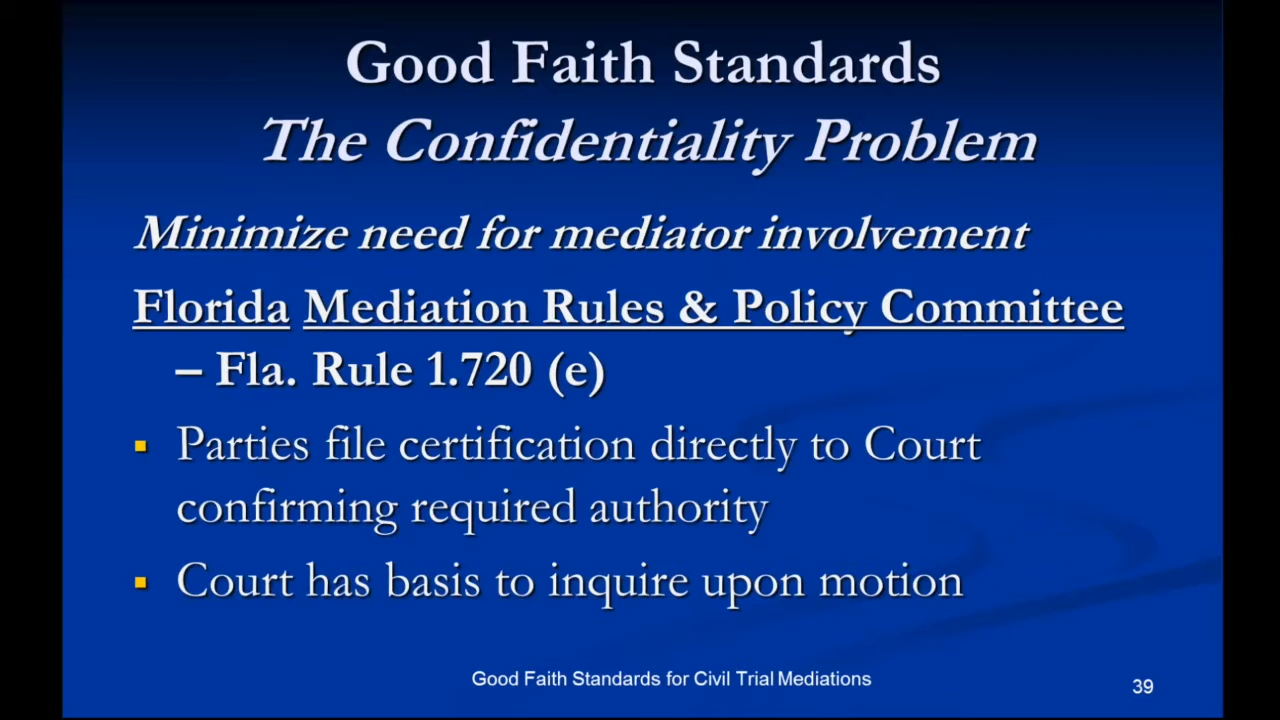 Good Faith Standards
The Confidentiality Problem
Minimize need for mediator involvement
Florida Mediation Rules & Policy Committee
– Fla. Rule 1.720 (e)
▪ Parties file certification directly to Court
confirming required authority
▪ Court has basis to inquire upon motion
Good Faith Standards for Civil Trial Mediations
39